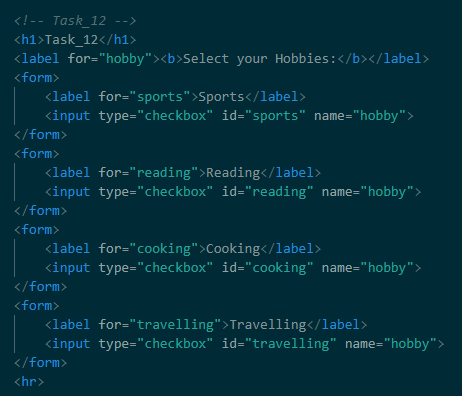 <!-- Task_12 -->
<h1>Task_12</h1>
<label for="hobby"><b>Select your Hobbies:</b></label>
<form>
    <label for="sports">Sports</label>
    <input type="checkbox" id="sports" name="hobby">
</form>
<form>
    <label for="reading">Reading</label>
    <input type="checkbox" id="reading" name="hobby">
</form>
<form>
    <label for="cooking">Cooking</label>
    <input type="checkbox" id="cooking" name="hobby">
</form>
<form>
    <label for="travelling">Travelling</label>
    <input type="checkbox" id="travelling" name="hobby">
</form>
<hr>